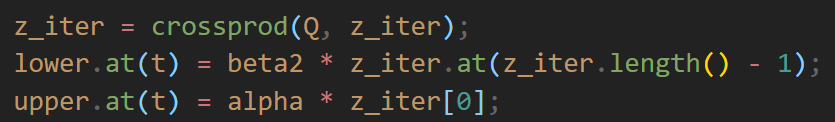 z_iter = crossprod(Q, z_iter);
lower.at(t) = beta2 * z_iter.at(z_iter.length() - 1);
upper.at(t) = alpha * z_iter[0];